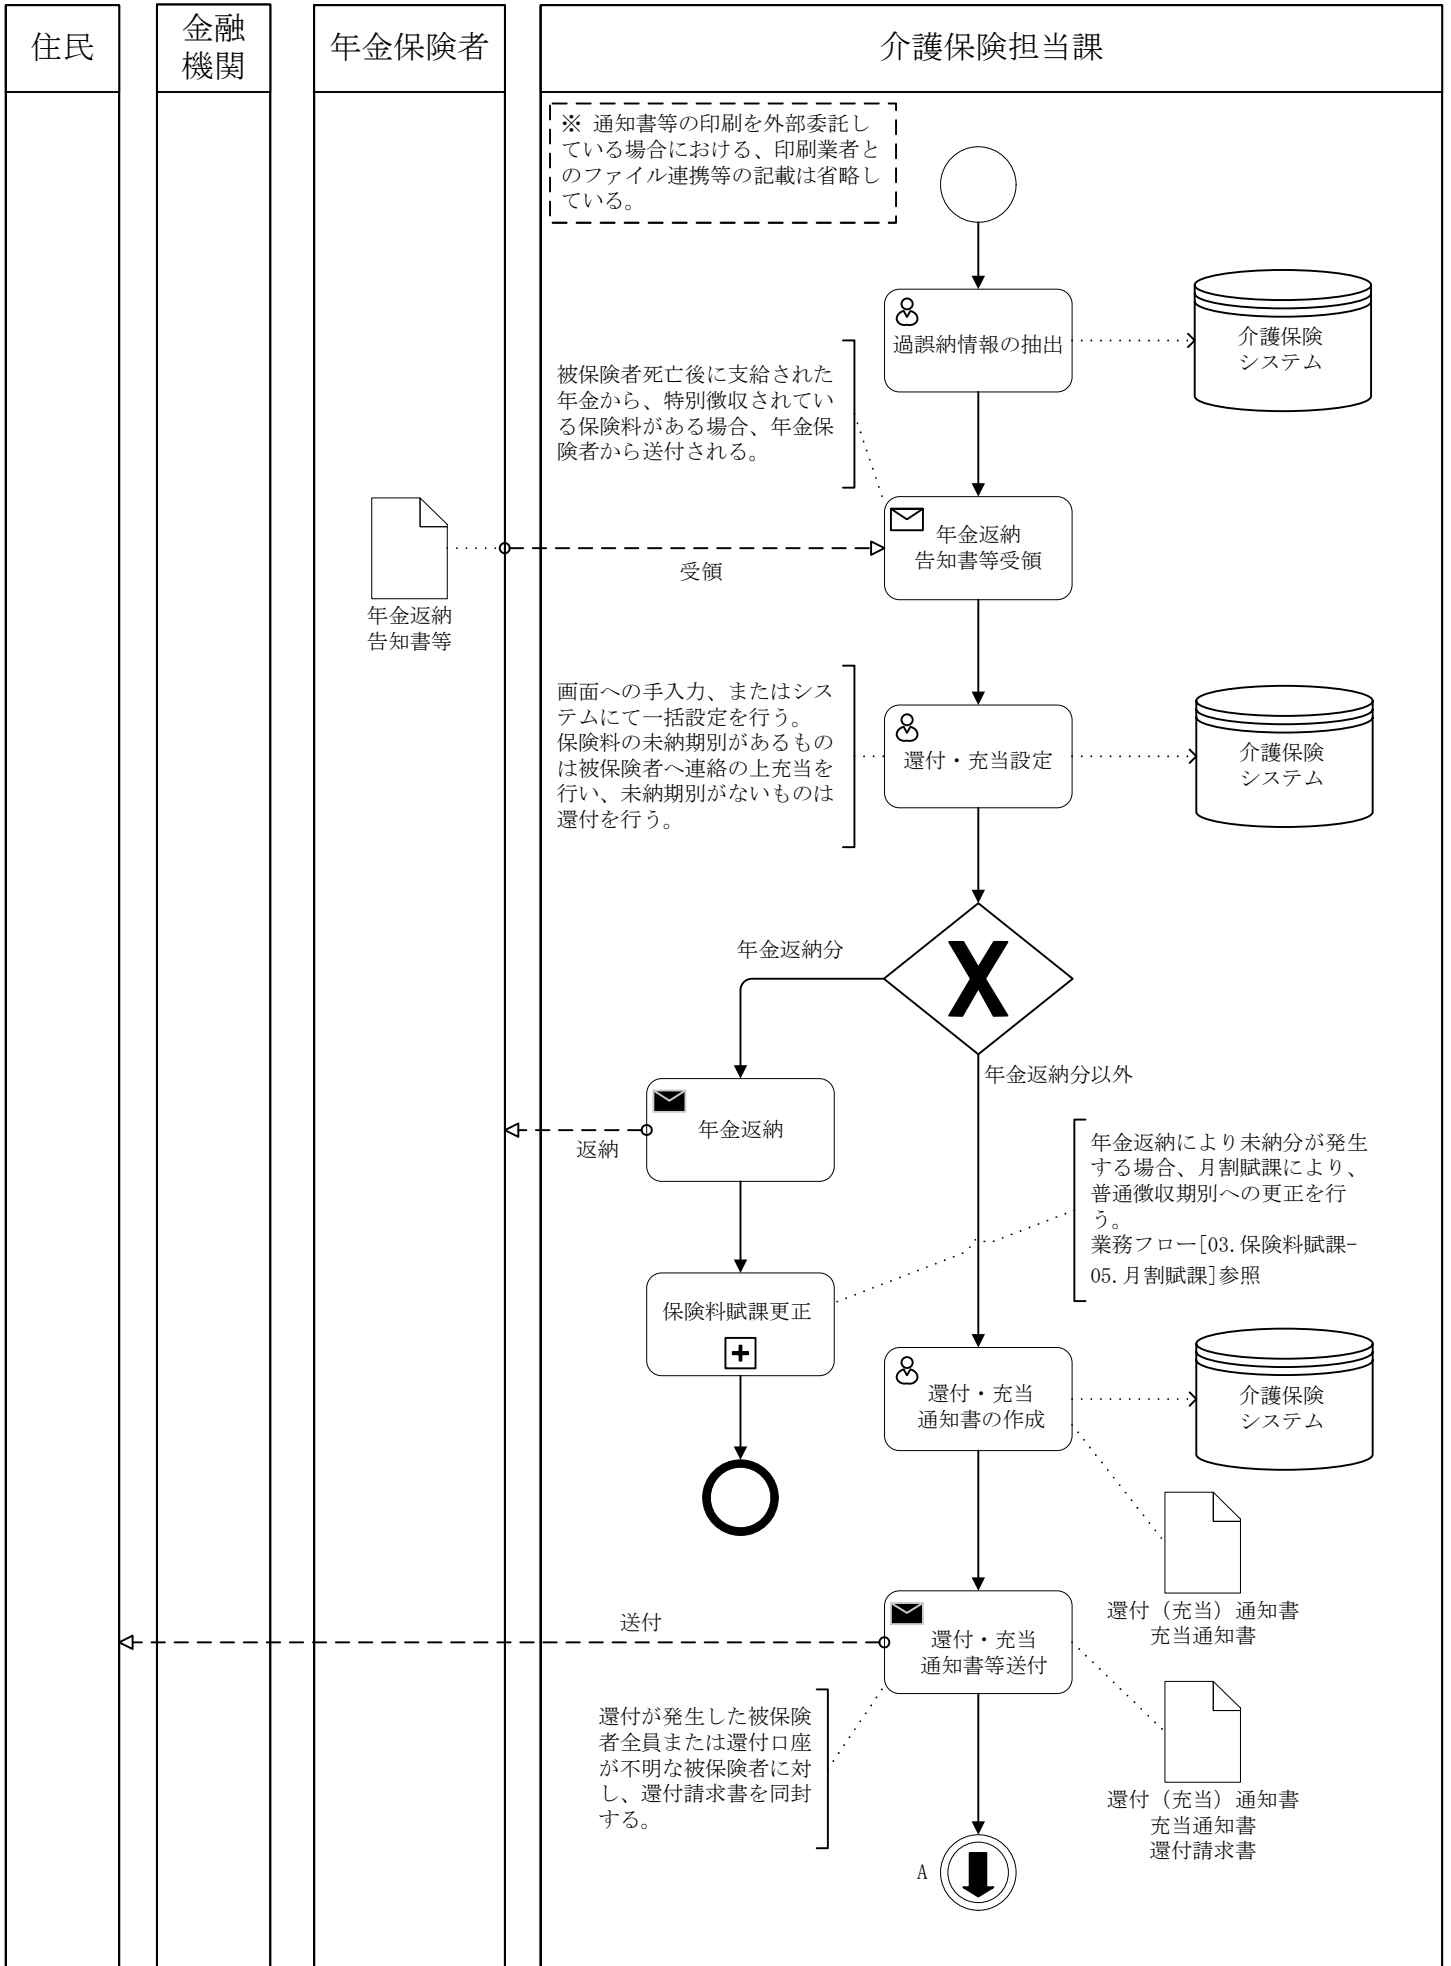 住民
金融
機関
年金保険者
介護保険担当課
※ 通知書等の印刷を外部委託し
ている場合における、印刷業者と
のファイル連携等の記載は省略し
ている。
過誤納情報の抽出
介護保険
システム
被保険者死亡後に支給された
年金から、特別徴収されてい
る保険料がある場合、年金保
険者から送付される。
年金返納
告知書等受領
受領
年金返納
告知書等
画面への手入力、またはシス
テムにて一括設定を行う。
保険料の未納期別があるもの
は被保険者へ連絡の上充当を
行い、未納期別がないものは
還付を行う。
還付・充当設定
介護保険
システム
年金返納分
年金返納分以外
年金返納
返納
年金返納により未納分が発生
する場合、月割賦課により、
普通徴収期別への更正を行
う。
業務フロー[03.保険料賦課-
05.月割賦課]参照
保険料賦課更正
還付・充当
通知書の作成
介護保険
システム
還付（充当）通知書
充当通知書
送付
還付・充当
通知書等送付
還付が発生した被保険
者全員または還付口座
が不明な被保険者に対
し、還付請求書を同封
する。
還付（充当）通知書
充当通知書
還付請求書
A